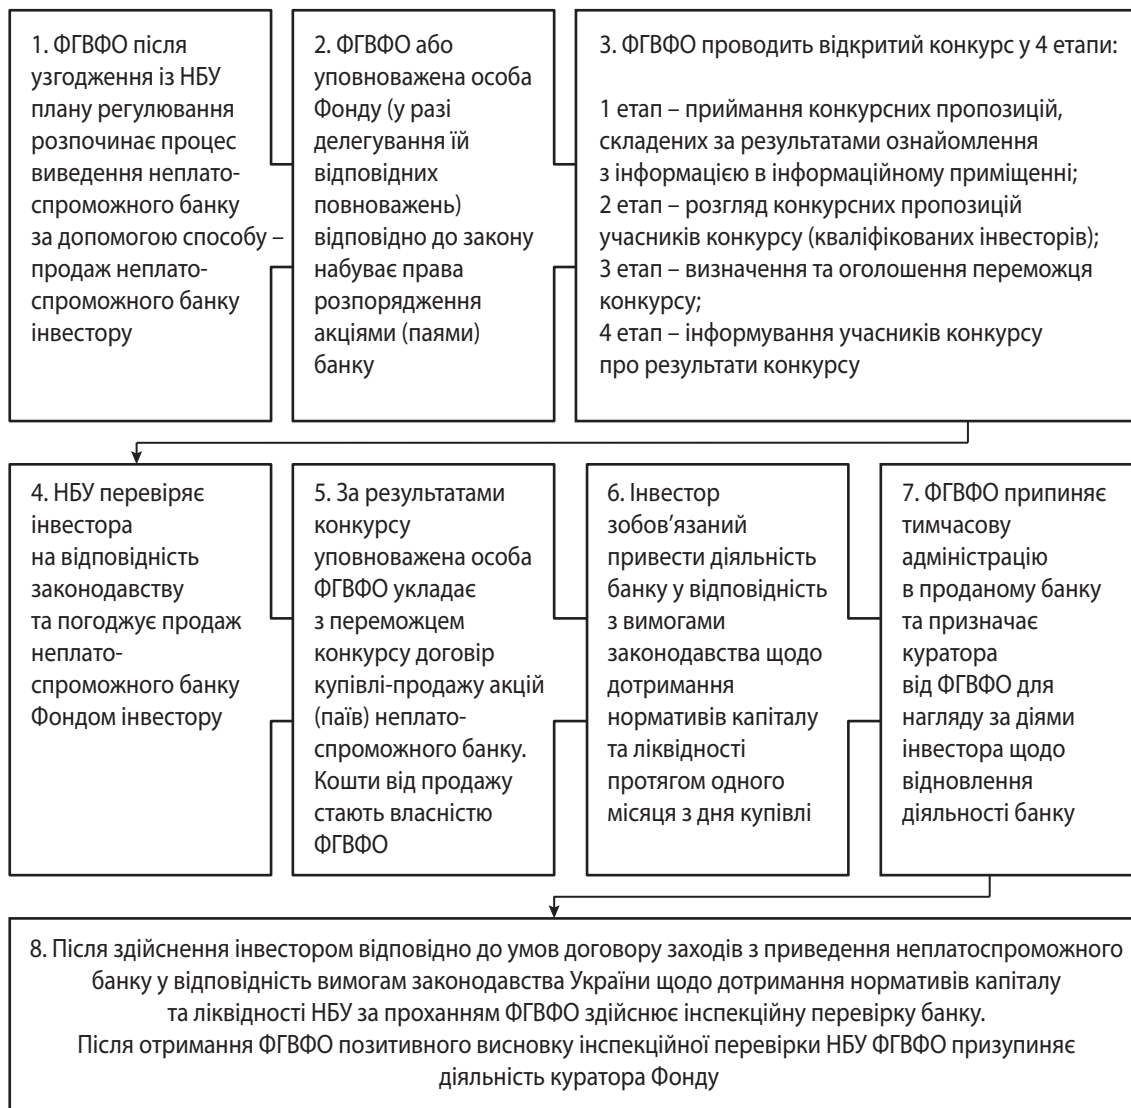 1. ФГВФО після
узгодження із НБУ
плану регулювання
розпочинає процес
виведення неплато-
спроможного банку
за допомогою способу –
продаж неплато-
спроможного банку
інвестору
2. ФГВФО або
уповноважена особа
Фонду (у разі
делегування їй
відповідних
повноважень)
відповідно до закону
набуває права
розпорядження
акціями (паями)
банку
3. ФГВФО проводить відкритий конкурс у 4 етапи:
1 етап – приймання конкурсних пропозицій,
складених за результатами ознайомлення
з інформацією в інформаційному приміщенні;
2 етап – розгляд конкурсних пропозицій
учасників конкурсу (кваліфікованих інвесторів);
3 етап – визначення та оголошення переможця
конкурсу;
4 етап – інформування учасників конкурсу
про результати конкурсу
4. НБУ перевіряє
інвестора
на відповідність
законодавству
та погоджує продаж
неплато-
спроможного банку
Фондом інвестору
5. За результатами
конкурсу
уповноважена особа
ФГВФО укладає
з переможцем
конкурсу договір
купівлі-продажу акцій
(паїв) неплато-
спроможного банку.
Кошти від продажу
стають власністю
ФГВФО
6. Інвестор
зобов’язаний
привести діяльність
банку у відповідність
з вимогами
законодавства щодо
дотримання
нормативів капіталу
та ліквідності
протягом одного
місяця з дня купівлі
7. ФГВФО припиняє
тимчасову
адміністрацію
в проданому банку
та призначає
куратора
від ФГВФО для
нагляду за діями
інвестора щодо
відновлення
діяльності банку
8. Після здійснення інвестором відповідно до умов договору заходів з приведення неплатоспроможного
банку у відповідність вимогам законодавства України щодо дотримання нормативів капіталу
та ліквідності НБУ за проханням ФГВФО здійснює інспекційну перевірку банку.
Після отримання ФГВФО позитивного висновку інспекційної перевірки НБУ ФГВФО призупиняє
діяльність куратора Фонду